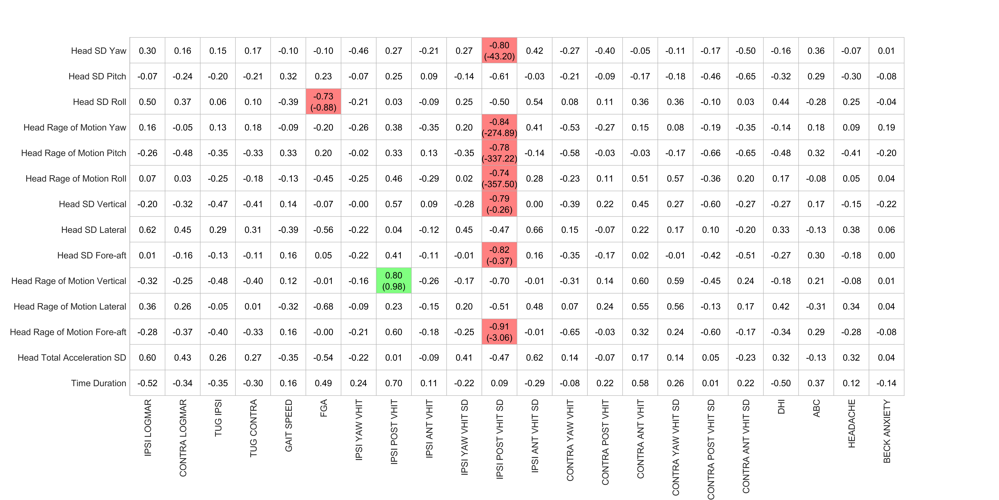 Head SD Yaw 0.30 0.16 0.15 0.17 -0.10 -0.10 -0.46 0.27 -0.21 0.27 -0.80 (-43.20) 0.42 -0.27 -0.40 -0.05 -0.11 -0.17 -0.50 -0.16 0.36 -0.07 0.01
Head SD Pitch -0.07 -0.24 -0.20 -0.21 0.32 0.23 -0.07 0.25 0.09 -0.14 -0.61 -0.03 -0.21 -0.09 -0.17 -0.18 -0.46 -0.65 -0.32 0.29 -0.30 -0.08
Head SD Roll 0.50 0.37 0.06 0.10 -0.39 -0.73 (-0.88) -0.21 0.03 -0.09 0.25 -0.50 0.54 0.08 0.11 0.36 0.36 -0.10 0.03 0.44 -0.28 0.25 -0.04
Head Rage of Motion Yaw 0.16 -0.05 0.13 0.18 -0.09 -0.20 -0.26 0.38 -0.35 0.20 -0.84 (-274.89) 0.41 -0.53 -0.27 0.15 0.08 -0.19 -0.35 -0.14 0.18 0.09 0.19
Head Rage of Motion Pitch -0.26 -0.48 -0.35 -0.33 0.33 0.20 -0.02 0.33 0.13 -0.35 -0.78 (-337.22) -0.14 -0.58 -0.03 -0.03 -0.17 -0.66 -0.65 -0.48 0.32 -0.41 -0.20
Head Rage of Motion Roll 0.07 0.03 -0.25 -0.18 -0.13 -0.45 -0.25 0.46 -0.29 0.02 -0.74 (-357.50) 0.28 -0.23 0.11 0.51 0.57 -0.36 0.20 0.17 -0.08 0.05 0.04
Head SD Vertical -0.20 -0.32 -0.47 -0.41 0.14 -0.07 -0.00 0.57 0.09 -0.28 -0.79 (-0.26) 0.00 -0.39 0.22 0.45 0.27 -0.60 -0.27 -0.27 0.17 -0.15 -0.22
Head SD Lateral 0.62 0.45 0.29 0.31 -0.39 -0.56 -0.22 0.04 -0.12 0.45 -0.47 0.66 0.15 -0.07 0.22 0.17 0.10 -0.20 0.33 -0.13 0.38 0.06
Head SD Fore-aft 0.01 -0.16 -0.13 -0.11 0.16 0.05 -0.22 0.41 -0.11 -0.01 -0.82 (-0.37) 0.16 -0.35 -0.17 0.02 -0.01 -0.42 -0.51 -0.27 0.30 -0.18 0.00
Head Rage of Motion Vertical -0.32 -0.25 -0.48 -0.40 0.12 -0.01 -0.16 0.80 (0.98) -0.26 -0.17 -0.70 -0.01 -0.31 0.14 0.60 0.59 -0.45 0.24 -0.18 0.21 -0.08 0.01
Head Rage of Motion Lateral 0.36 0.26 -0.05 0.01 -0.32 -0.68 -0.09 0.23 -0.15 0.20 -0.51 0.48 0.07 0.24 0.55 0.56 -0.13 0.17 0.42 -0.31 0.34 0.04
Head Rage of Motion Fore-aft -0.28 -0.37 -0.40 -0.33 0.16 -0.00 -0.21 0.60 -0.18 -0.25 -0.91 (-3.06) -0.01 -0.65 -0.03 0.32 0.24 -0.60 -0.17 -0.34 0.29 -0.28 -0.08
Head Total Acceleration SD 0.60 0.43 0.26 0.27 -0.35 -0.54 -0.22 0.01 -0.09 0.41 -0.47 0.62 0.14 -0.07 0.17 0.14 0.05 -0.23 0.32 -0.13 0.32 0.04
Time Duration -0.52 -0.34 -0.35 -0.30 0.16 0.49 0.24 0.70 0.11 -0.22 0.09 -0.29 -0.08 0.22 0.58 0.26 0.01 0.22 -0.50 0.37 0.12 -0.14
IPSI LOGMAR
CONTRA LOGMAR
TUG IPSI
TUG CONTRA
GAIT SPEED
FGA
IPSI YAW VHIT
IPSI POST VHIT
IPSI ANT VHIT
IPSI YAW VHIT SD
IPSI POST VHIT SD
IPSI ANT VHIT SD
CONTRA YAW VHIT
CONTRA POST VHIT
CONTRA ANT VHIT
CONTRA YAW VHIT SD
CONTRA POST VHIT SD
CONTRA ANT VHIT SD
DHI
ABC
HEADACHE
BECK ANXIETY